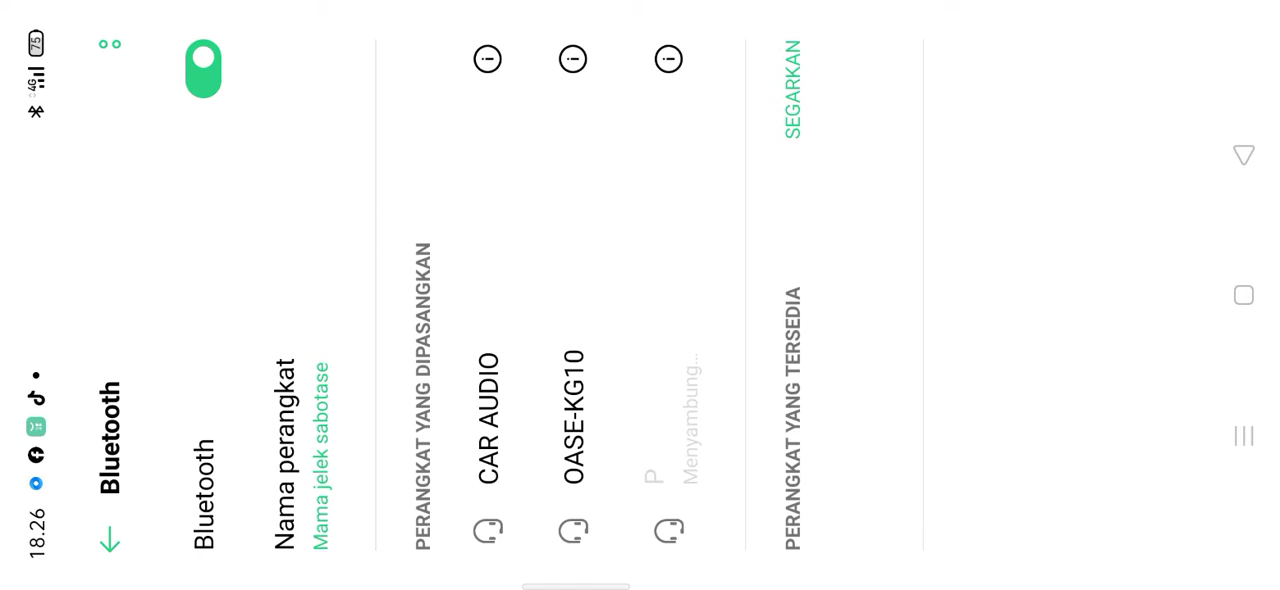 18.26
4G
75
Bluetooth
Bluetooth
Nama perangkat
Mama jelek sabotase
PERANGKAT YANG DIPASANGKAN
CAR AUDIO
OASE-KG10
P
Menyambung...
PERANGKAT YANG TERSEDIA
SEGARKAN